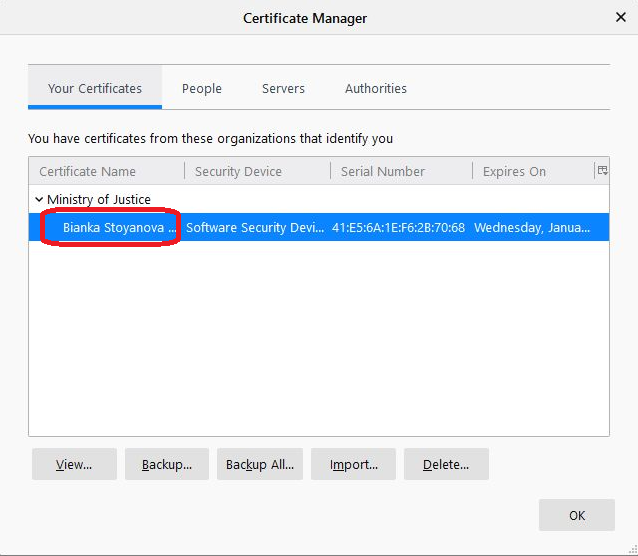 Certificate Manager
Your Certificates People Servers Authorities
You have certificates from these organizations that identify you
Certificate Name Security Device Serial Number Expires On
Ministry of Justice
Bianka Stoyanova ... Software Security Devi... 41:E5:6A:1E:F6:2B:70:68 Wednesday, Janua...
View... Backup... Backup All... Import... Delete...
OK